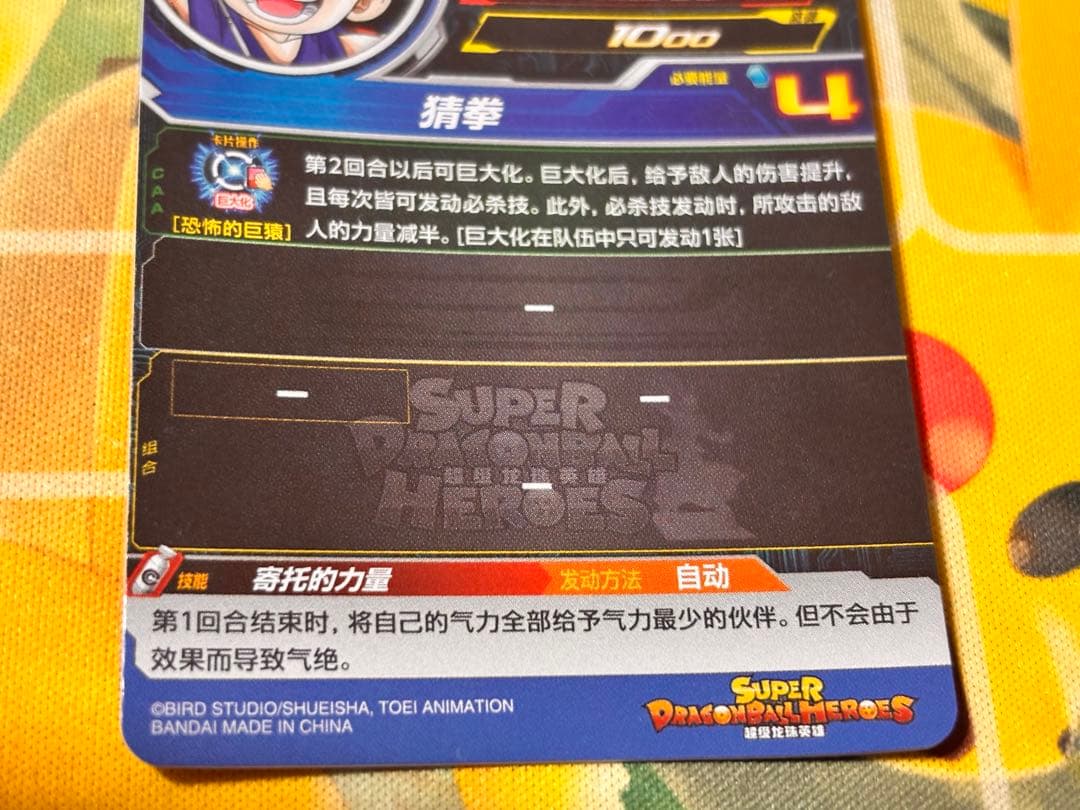 1000
必要能量 4
猜拳
卡片操作
CAA
巨大化
[恐怖的巨猿]
第2回合以后可巨大化。巨大化后，给予敌人的伤害提升，
且每次皆可发动必杀技。此外，必杀技发动时，所攻击的敌
人的力量减半。[巨大化在队伍中只可发动1张]
—
— —
组合
SUPER
DRAGONBALL
超级龙珠英雄
—
HEROES
技能 寄托的力量 发动方法 自动
第1回合结束时，将自己的气力全部给予气力最少的伙伴。但不会由于
效果而导致气绝。
©BIRD STUDIO/SHUEISHA, TOEI ANIMATION
BANDAI MADE IN CHINA
SUPER
DRAGONBALL HEROES
超级龙珠英雄